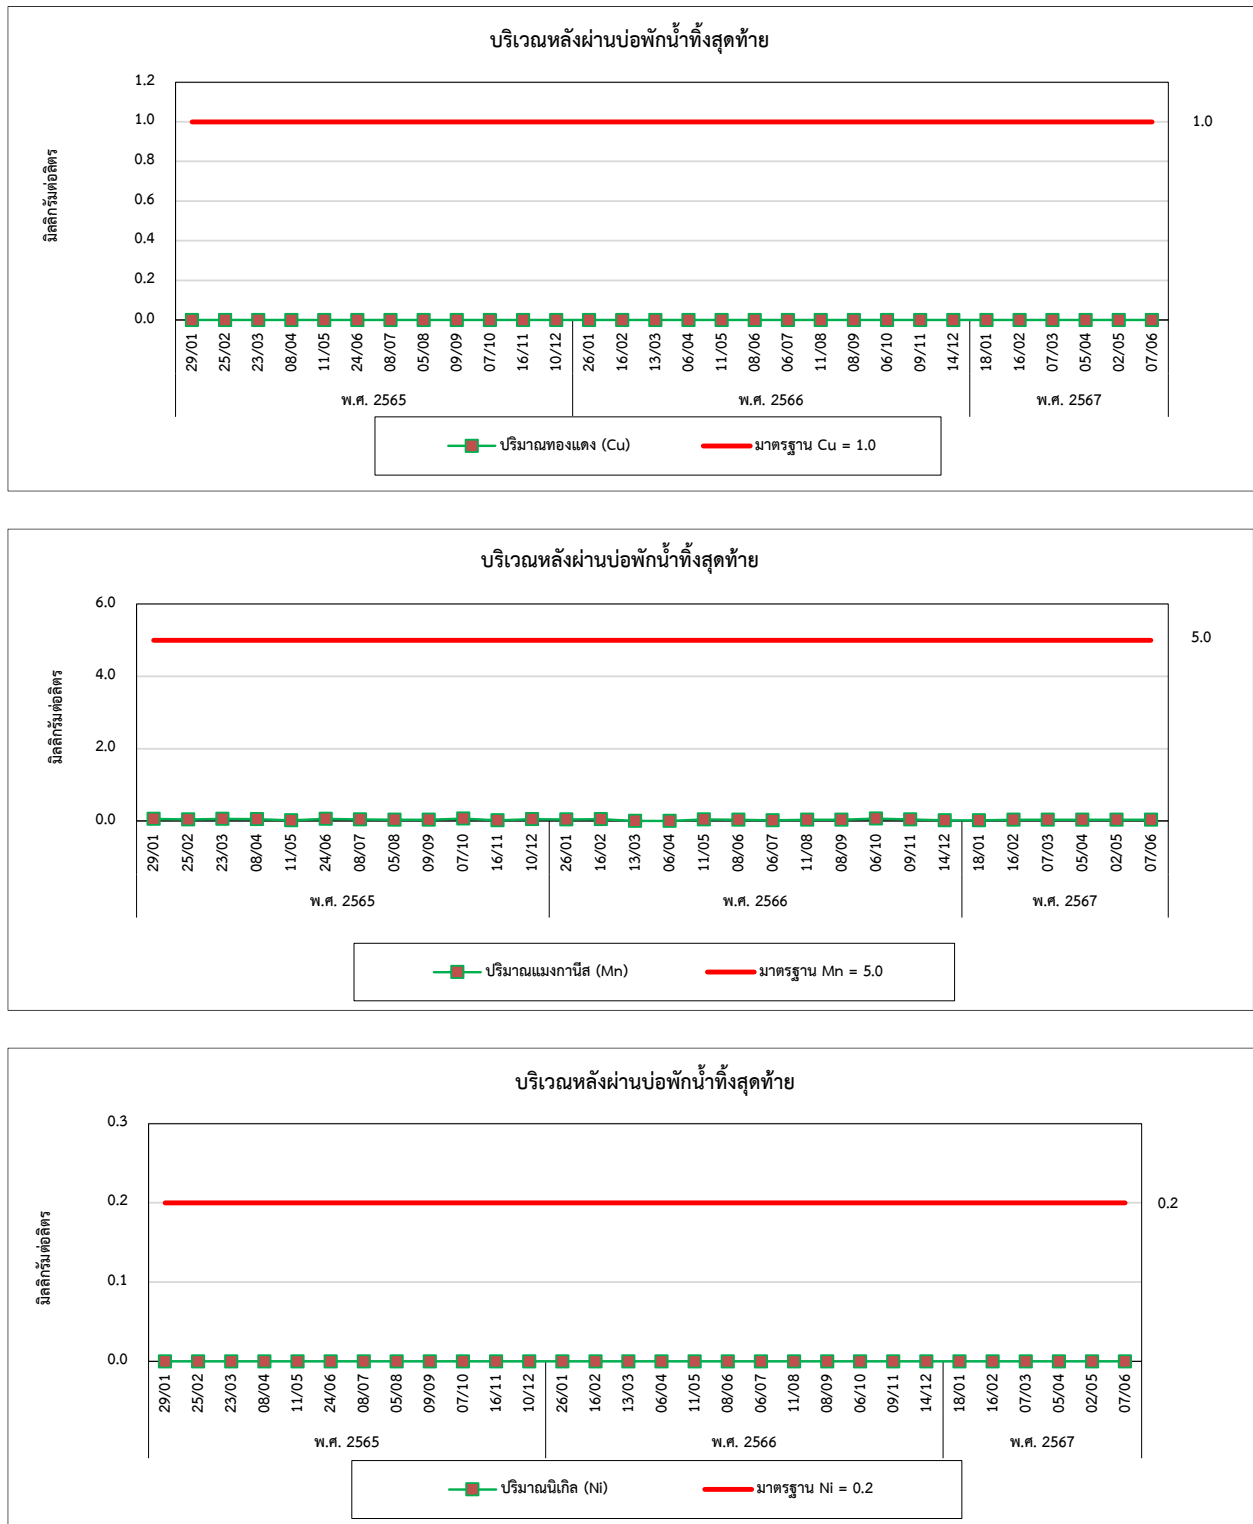 บริเวณหลังผ่านบ่อพักน้ำทิ้งสุดท้าย
มิลลิกรัมต่อลิตร
1.2
1.0
0.8
0.6
0.4
0.2
0.0
1.0
29/01 25/02 23/03 08/04 11/05 24/06 08/07 05/08 09/09 07/10 16/11 10/12 26/01 16/02 13/03 06/04 11/05 08/06 06/07 11/08 08/09 06/10 09/11 14/12 18/01 16/02 07/03 05/04 02/05 07/06
พ.ศ. 2565 พ.ศ. 2566 พ.ศ. 2567
ปริมาณทองแดง (Cu) มาตรฐาน Cu = 1.0
บริเวณหลังผ่านบ่อพักน้ำทิ้งสุดท้าย
มิลลิกรัมต่อลิตร
6.0
4.0
2.0
0.0
5.0
29/01 25/02 23/03 08/04 11/05 24/06 08/07 05/08 09/09 07/10 16/11 10/12 26/01 16/02 13/03 06/04 11/05 08/06 06/07 11/08 08/09 06/10 09/11 14/12 18/01 16/02 07/03 05/04 02/05 07/06
พ.ศ. 2565 พ.ศ. 2566 พ.ศ. 2567
ปริมาณแมงกานีส (Mn) มาตรฐาน Mn = 5.0
บริเวณหลังผ่านบ่อพักน้ำทิ้งสุดท้าย
มิลลิกรัมต่อลิตร
0.3
0.2
0.1
0.0
0.2
29/01 25/02 23/03 08/04 11/05 24/06 08/07 05/08 09/09 07/10 16/11 10/12 26/01 16/02 13/03 06/04 11/05 08/06 06/07 11/08 08/09 06/10 09/11 14/12 18/01 16/02 07/03 05/04 02/05 07/06
พ.ศ. 2565 พ.ศ. 2566 พ.ศ. 2567
ปริมาณนิเกิล (Ni) มาตรฐาน Ni = 0.2